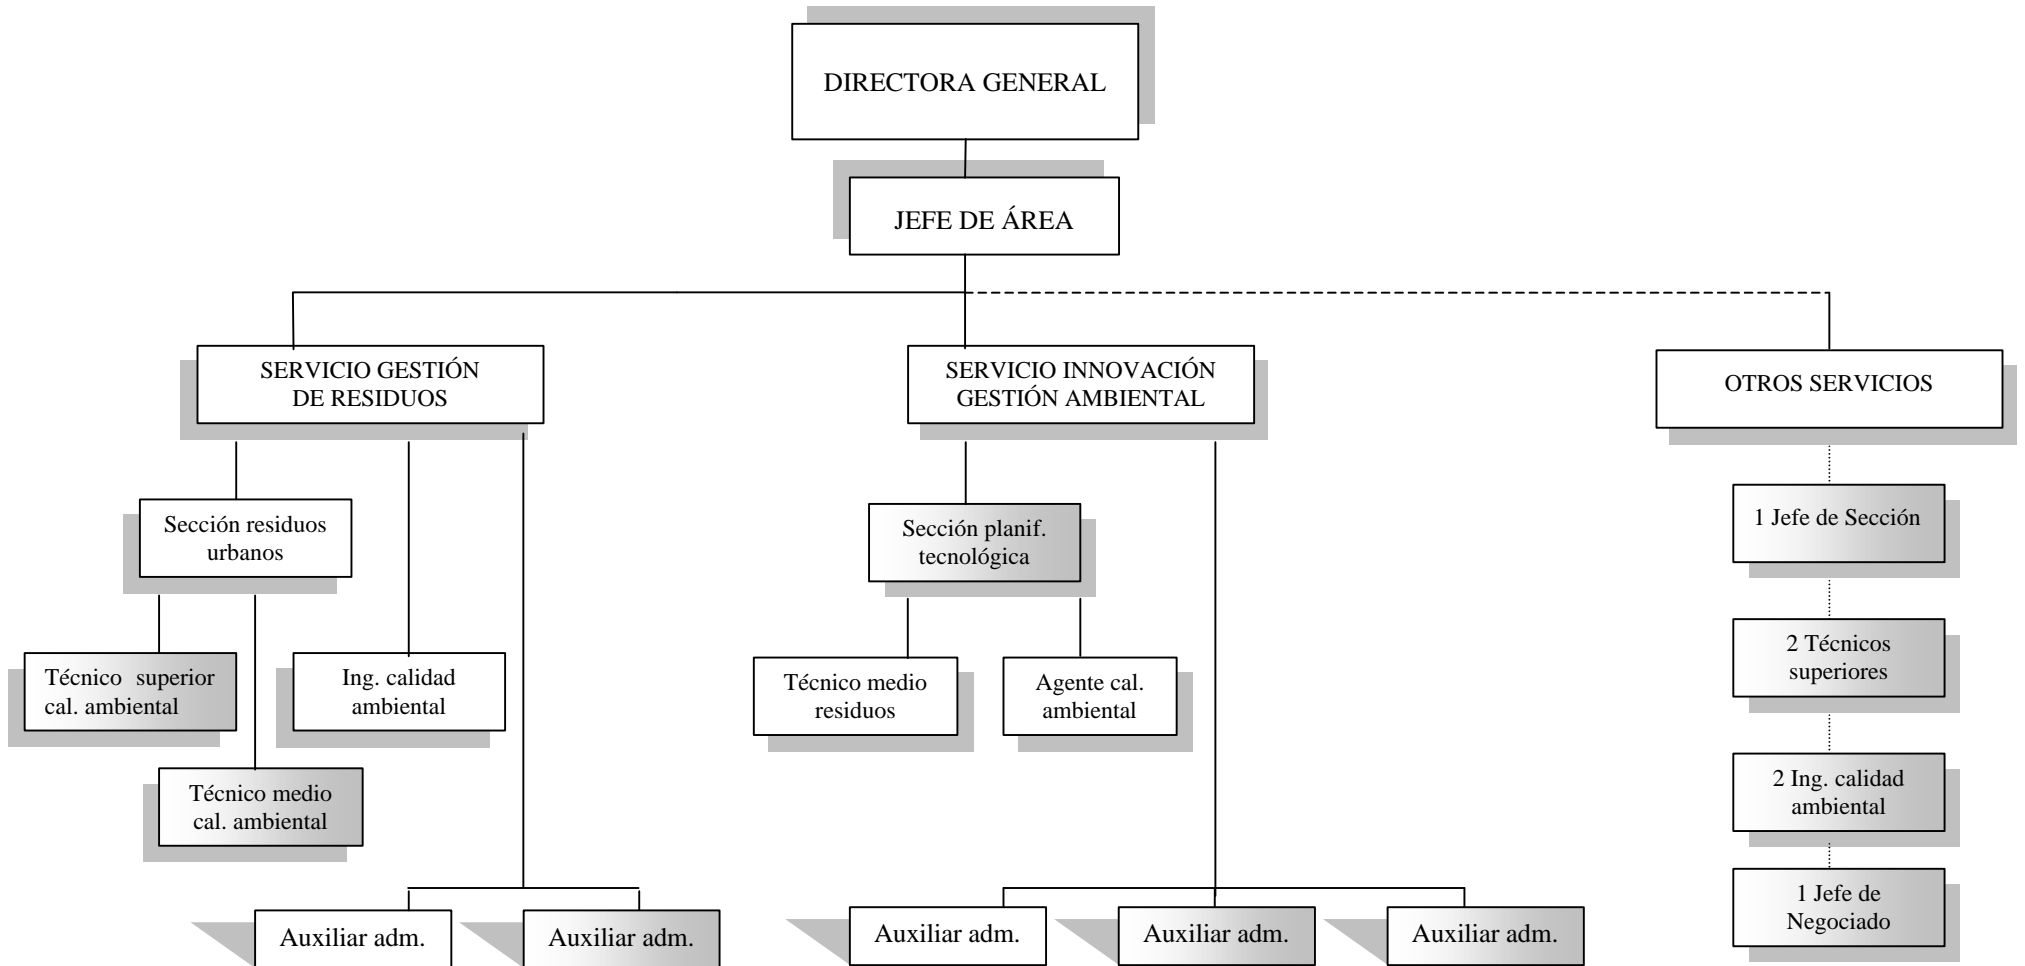 DIRECTORA GENERAL
JEFE DE ÁREA
SERVICIO GESTIÓN
DE RESIDUOS
SERVICIO INNOVACIÓN
GESTIÓN AMBIENTAL
OTROS SERVICIOS
Sección residuos
urbanos
Sección planif.
tecnológica
1 Jefe de Sección
Técnico superior
cal. ambiental
Ing. calidad
ambiental
Técnico medio
residuos
Agente cal.
ambiental
2 Técnicos
superiores
Técnico medio
cal. ambiental
2 Ing. calidad
ambiental
Auxiliar adm.
Auxiliar adm.
Auxiliar adm.
Auxiliar adm.
Auxiliar adm.
1 Jefe de
Negociado